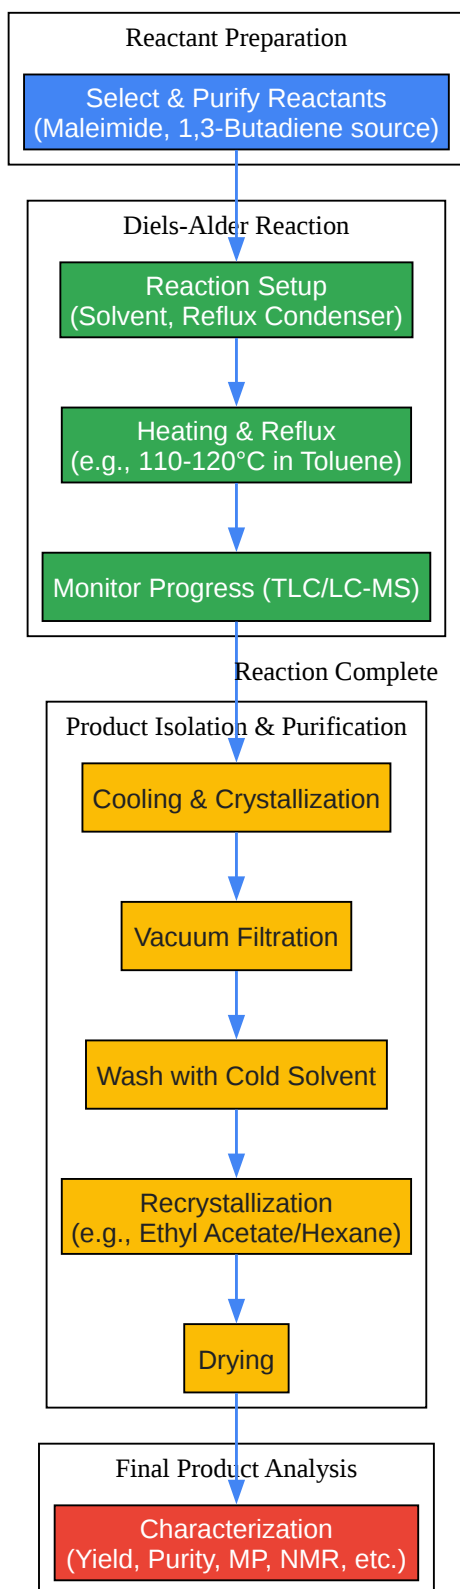 Reactant Preparation
Select & Purify Reactants
(Maleimide, 1,3-Butadiene source)
Diels-Alder Reaction
Reaction Setup
(Solvent, Reflux Condenser)
Heating & Reflux
(e.g., 110-120°C in Toluene)
Monitor Progress (TLC/LC-MS)
Reaction Complete
Product Isolation & Purification
Cooling & Crystallization
Vacuum Filtration
Wash with Cold Solvent
Recrystallization
(e.g., Ethyl Acetate/Hexane)
Drying
Final Product Analysis
Characterization
(Yield, Purity, MP, NMR, etc.)